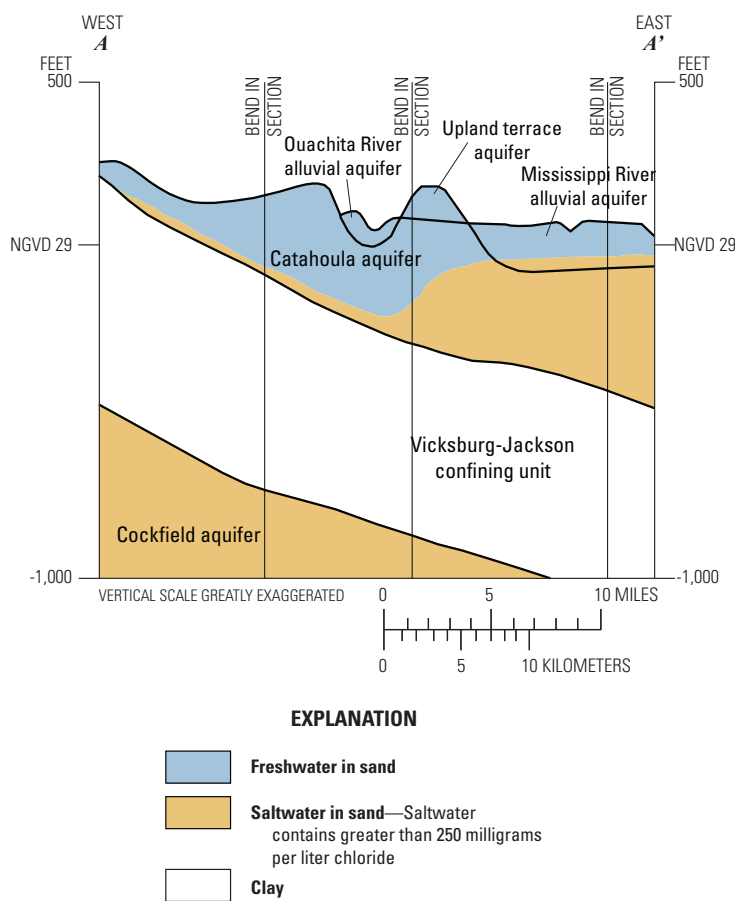 WEST
A
EAST
A’
FEET
500
FEET
500
BEND IN
SECTION
BEND IN
SECTION
BEND IN
SECTION
Ouachita River
alluvial aquifer
Upland terrace
aquifer
Mississippi River
alluvial aquifer
NGVD 29
NGVD 29
Catahoula aquifer
Vicksburg-Jackson
confining unit
Cockfield aquifer
-1,000
-1,000
VERTICAL SCALE GREATLY EXAGGERATED
0 5 10 MILES
0 5 10 KILOMETERS
EXPLANATION
Freshwater in sand
Saltwater in sand—Saltwater
contains greater than 250 milligrams
per liter chloride
Clay